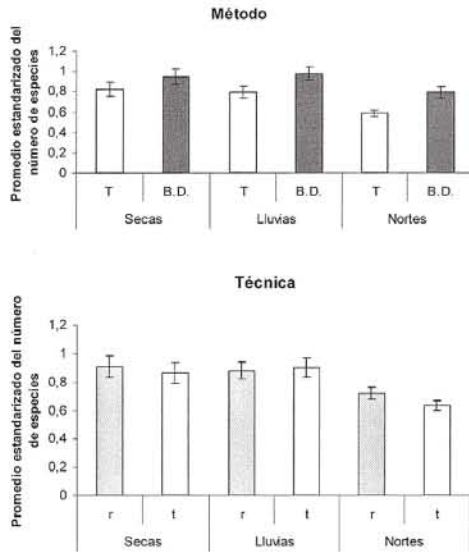 Método
Promedio estandarizado del
número de especies
1,2
1
0,8
0,6
0,4
0,2
0
T B.D. T B.D. T B.D.
Secas Lluvias Nortes
Técnica
Promedio estandarizado del número
de especies
1,2
1
0,8
0,6
0,4
0,2
0
r t r t r t
Secas Lluvias Nortes